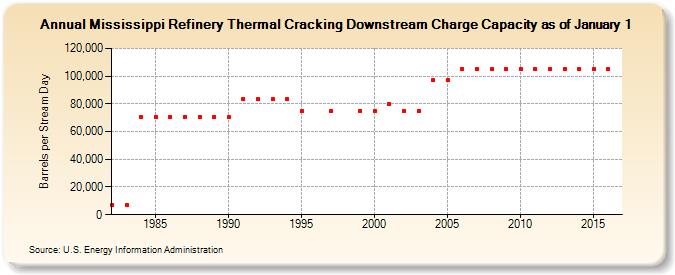 Annual Mississippi Refinery Thermal Cracking Downstream Charge Capacity as of January 1
Barrels per Stream Day
120,000
100,000
80,000
60,000
40,000
20,000
0
1985 1990 1995 2000 2005 2010 2015
Source: U.S. Energy Information Administration